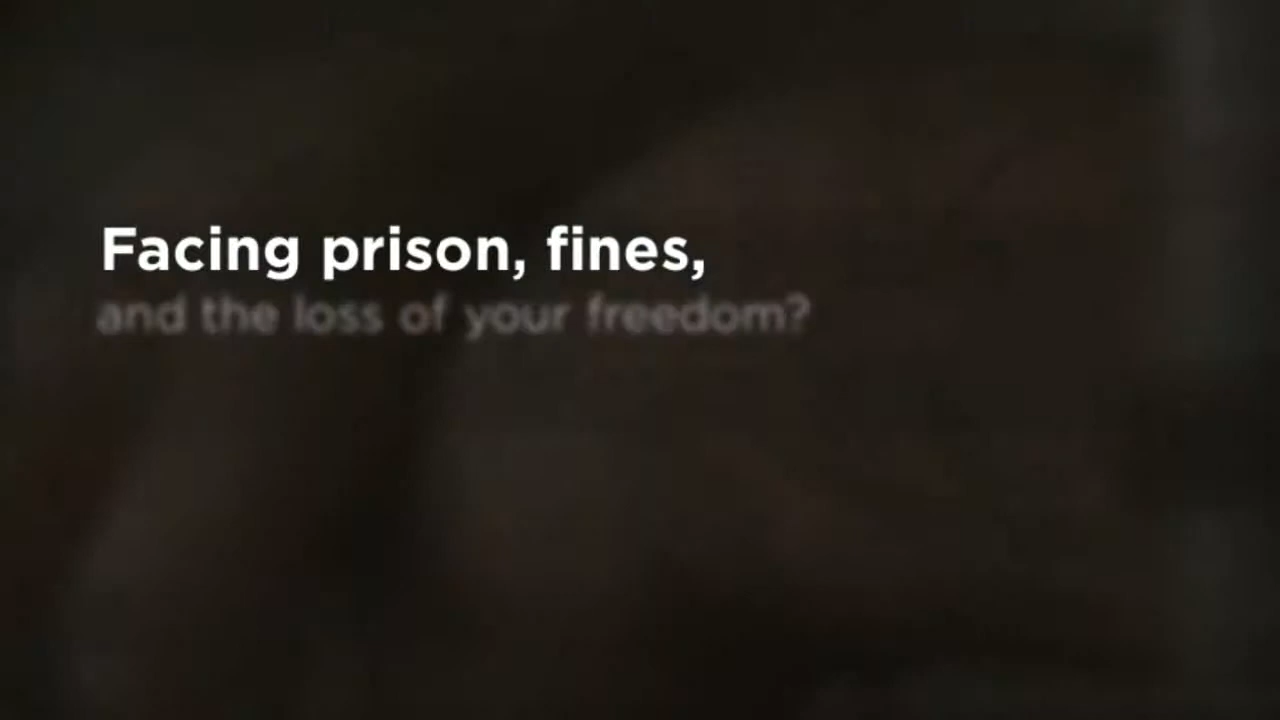 Facing prison, fines,
and the loss of your freedom?